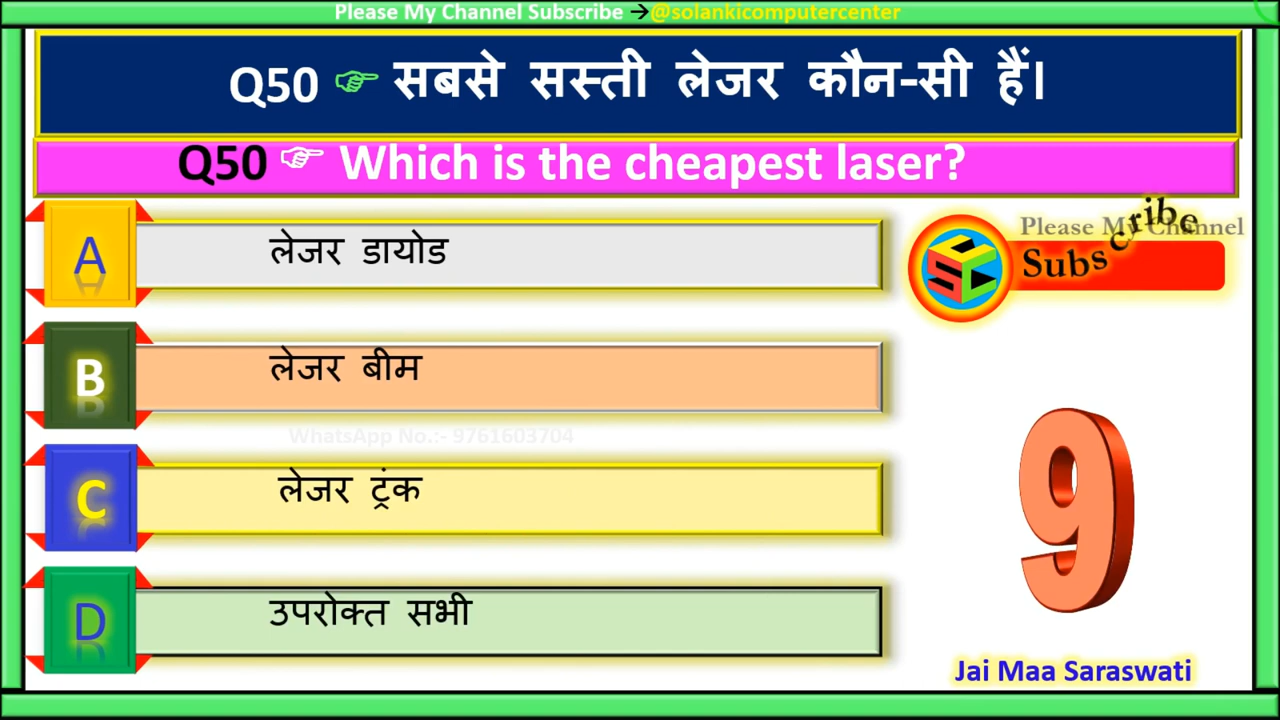 Please My Channel Subscribe →@solankicomputercenter
Q50 ☞ सबसे सस्ती लेजर कौन-सी हैं।
Q50 ☞ Which is the cheapest laser?
A लेजर डायोड
Please My Channel
Subscribe
SCC
B लेजर बीम
WhatsApp No.:- 9761603704
C लेजर ट्रंक
9
D उपरोक्त सभी
Jai Maa Saraswati